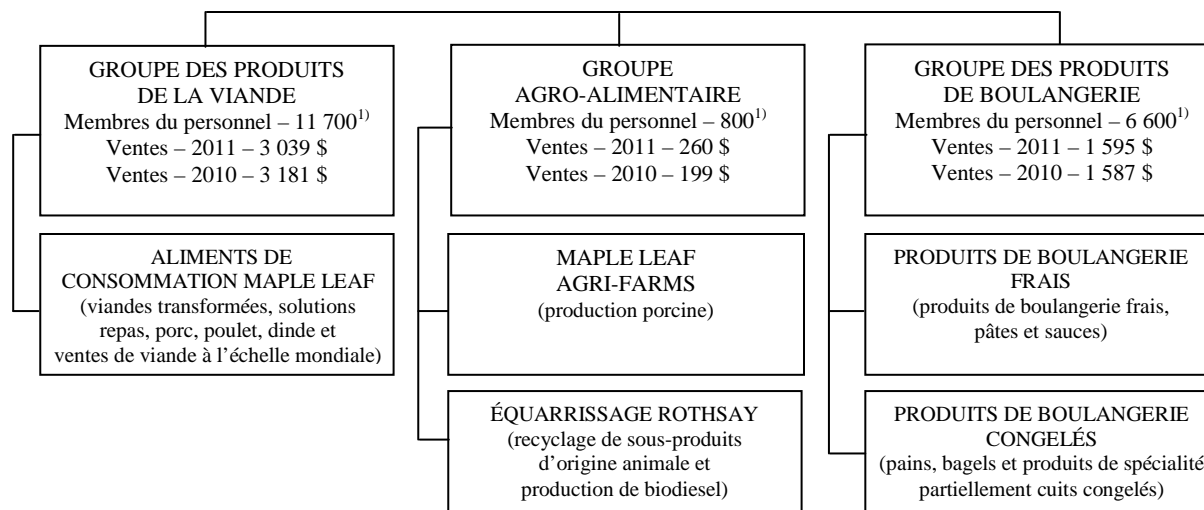 GROUPE DES PRODUITS
DE LA VIANDE
Membres du personnel – 11 700¹⁾
Ventes – 2011 – 3 039 $
Ventes – 2010 – 3 181 $
ALIMENTS DE
CONSOMMATION MAPLE LEAF
(viandes transformées, solutions
repas, porc, poulet, dinde et
ventes de viande à l’échelle mondiale)
GROUPE
AGRO-ALIMENTAIRE
Membres du personnel – 800¹⁾
Ventes – 2011 – 260 $
Ventes – 2010 – 199 $
MAPLE LEAF
AGRI-FARMS
(production porcine)
ÉQUARRISSAGE ROTHSAY
(recyclage de sous-produits
d’origine animale et
production de biodiesel)
GROUPE DES PRODUITS
DE BOULANGERIE
Membres du personnel – 6 600¹⁾
Ventes – 2011 – 1 595 $
Ventes – 2010 – 1 587 $
PRODUITS DE BOULANGERIE
FRAIS
(produits de boulangerie frais,
pâtes et sauces)
PRODUITS DE BOULANGERIE
CONGELÉS
(pains, bagels et produits de spécialité
partiellement cuits congelés)